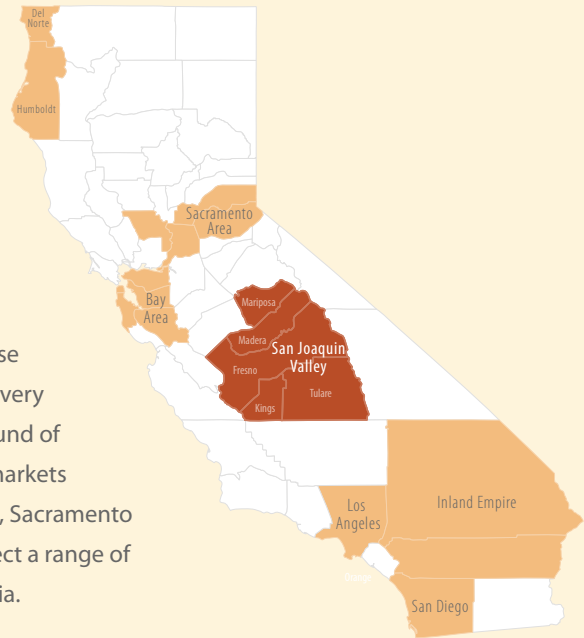 Del
Norte
Humboldt
Sacramento
Area
Bay
Area
Mariposa
Madera
San Joaquin
Valley
Fresno
Tulare
Kings
se
very
und of
markets
, Sacramento
ect a range of
ia.
Los
Angeles
Inland Empire
Orange
San Diego